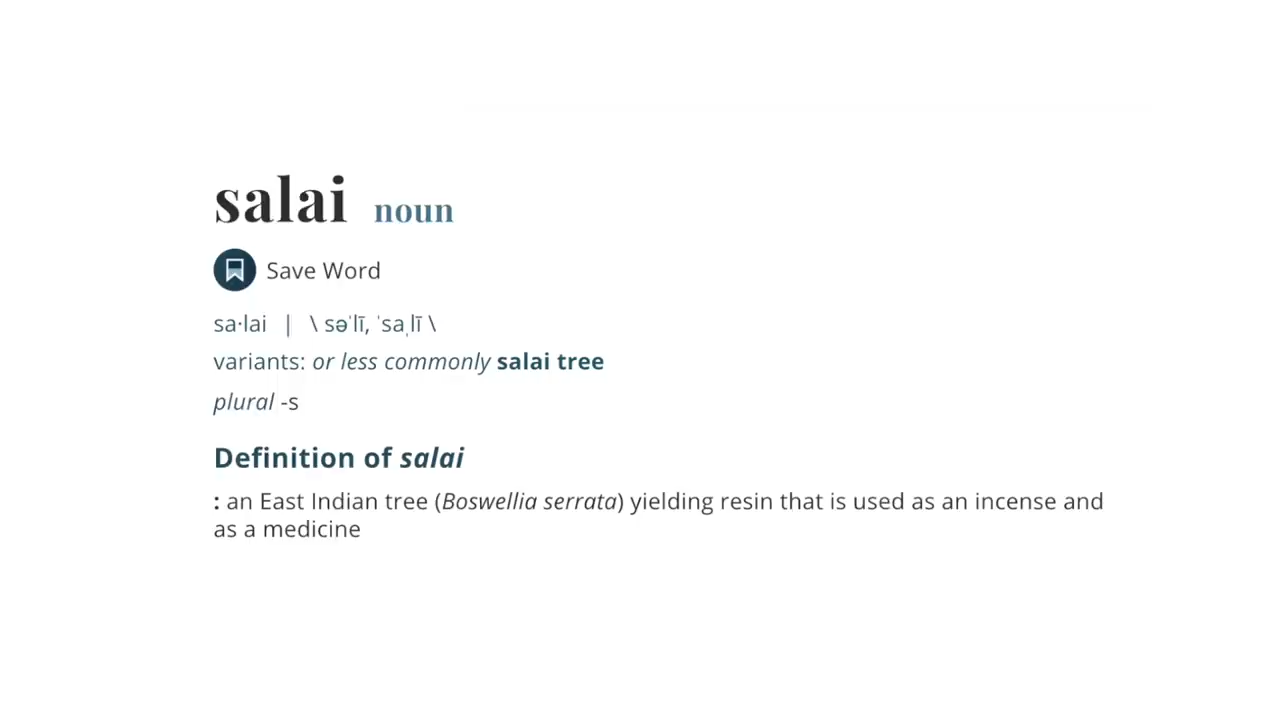 salai noun
Save Word
sa·lai | \ səˈlī, ˈsaˌlī \
variants: or less commonly salai tree
plural -s
Definition of salai
: an East Indian tree (Boswellia serrata) yielding resin that is used as an incense and
as a medicine